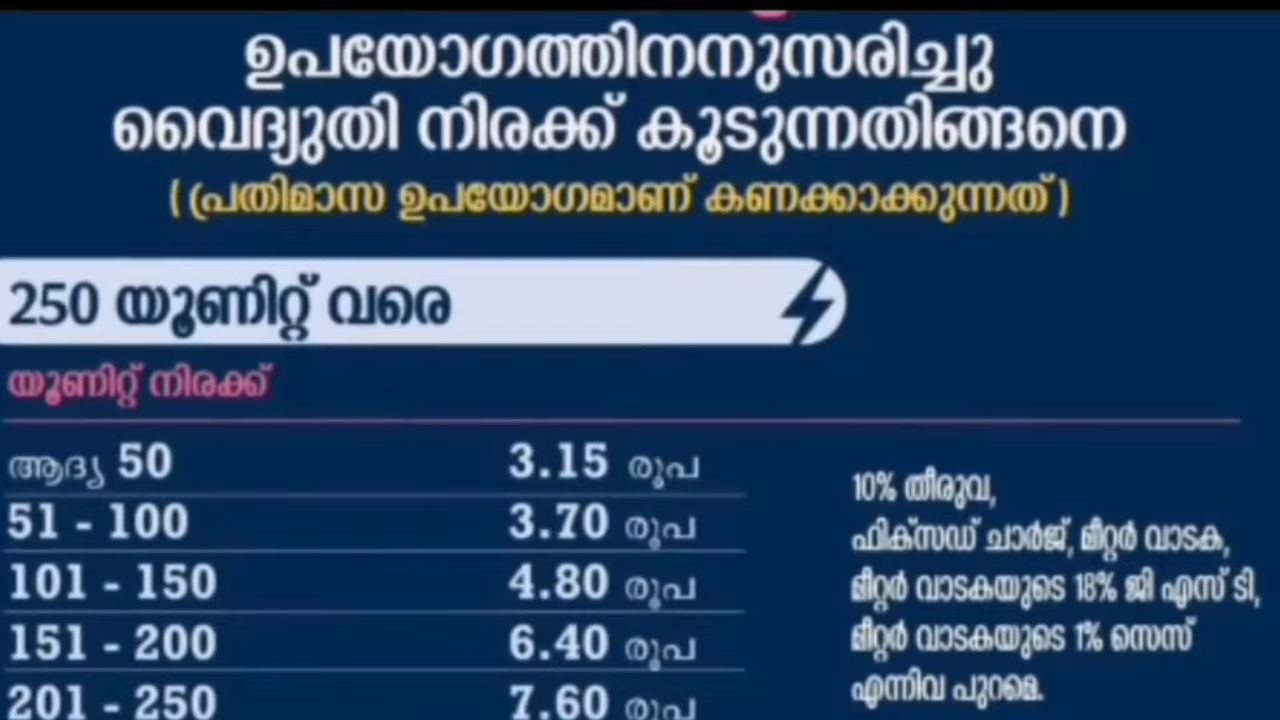 ഉപയോഗത്തിനനുസരിച്ചു
വൈദ്യുതി നിരക്ക് കൂടുന്നതിങ്ങനെ
( പ്രതിമാസ ഉപയോഗമാണ് കണക്കാക്കുന്നത് )
250 യൂണിറ്റ് വരെ
യൂണിറ്റ് നിരക്ക്
ആദ്യ 50 3.15 രൂപ
51 - 100 3.70 രൂപ
101 - 150 4.80 രൂപ
151 - 200 6.40 രൂപ
201 - 250 7.60 രൂപ
10% തീരുവ,
ഫിക്സഡ് ചാർജ്, മീറ്റർ വാടക,
മീറ്റർ വാടകയുടെ 18% ജി എസ് ടി,
മീറ്റർ വാടകയുടെ 1% സെസ്
എന്നിവ പുറമെ.